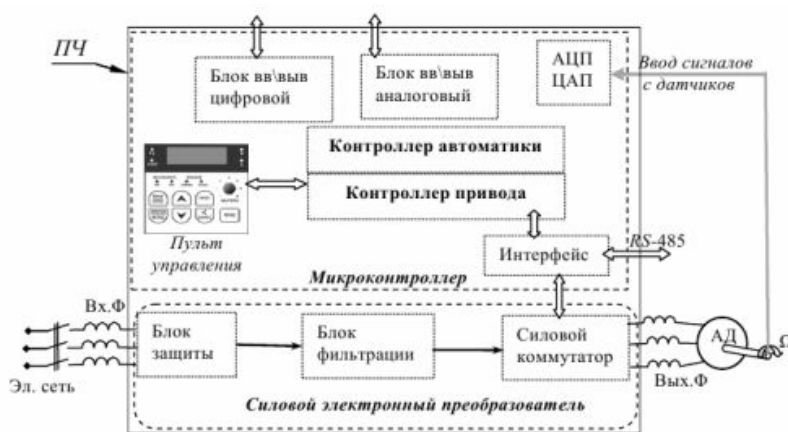 ПЧ
Блок вв\выв
цифровой
Блок вв\выв
аналоговый
АЦП
ЦАП
Ввод сигналов
с датчиков
Контроллер автоматики
Контроллер привода
Пульт
управления
Интерфейс
RS-485
Микроконтроллер
Вх.Ф
Блок
защиты
Блок
фильтрации
Силовой
коммутатор
АД
Ω
Эл. сеть
Вых.Ф
Силовой электронный преобразователь